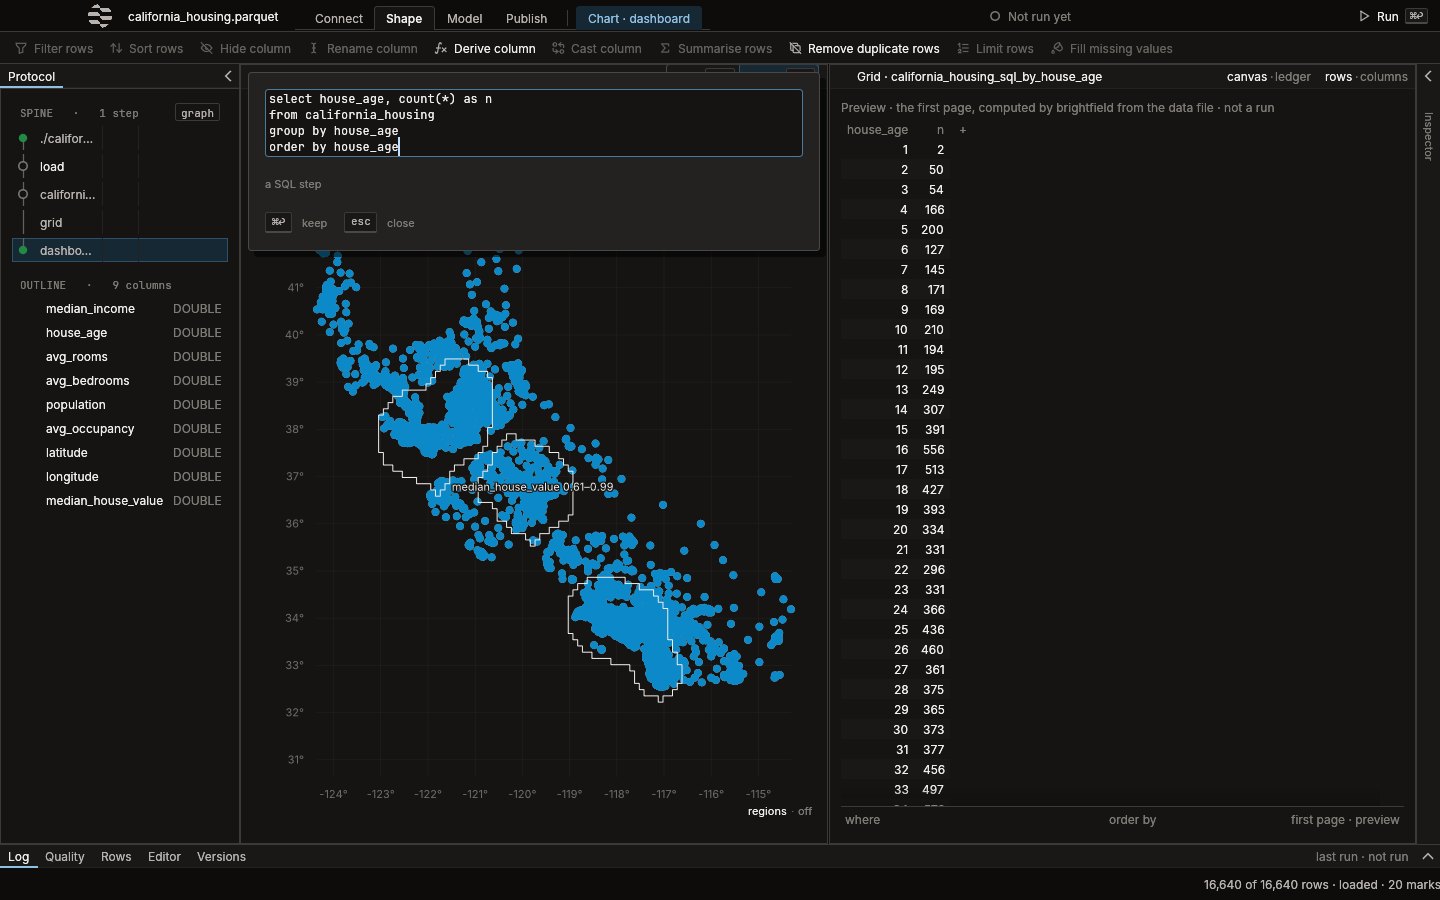 california_housing.parquet
Connect
Shape
Model
Publish
Chart · dashboard
Not run yet
Run
Filter rows
Sort rows
Hide column
Rename column
Derive column
Cast column
Summarise rows
Remove duplicate rows
Limit rows
Fill missing values
Protocol
SPINE · 1 step
graph
./califor...
load
californi...
grid
dashbo...
OUTLINE · 9 columns
median_income DOUBLE
house_age DOUBLE
avg_rooms DOUBLE
avg_bedrooms DOUBLE
population DOUBLE
avg_occupancy DOUBLE
latitude DOUBLE
longitude DOUBLE
median_house_value DOUBLE
select house_age, count(*) as n
from california_housing
group by house_age
order by house_age
a SQL step
keep
esc close
41°
40°
39°
38°
37°
36°
35°
34°
33°
32°
31°
median_house_value 0.61–0.99
-124° -123° -122° -121° -120° -119° -118° -117° -116° -115°
regions · off
Grid · california_housing_sql_by_house_age
canvas · ledger rows · columns
Preview · the first page, computed by brightfield from the data file · not a run
house_age n +
1 2
2 50
3 54
4 166
5 200
6 127
7 145
8 171
9 169
10 210
11 194
12 195
13 249
14 307
15 391
16 556
17 513
18 427
19 393
20 334
21 331
22 296
23 331
24 366
25 436
26 460
27 361
28 375
29 365
30 373
31 377
32 456
33 497
where
order by
first page · preview
Inspector
Log
Quality
Rows
Editor
Versions
last run · not run
16,640 of 16,640 rows · loaded · 20 marks